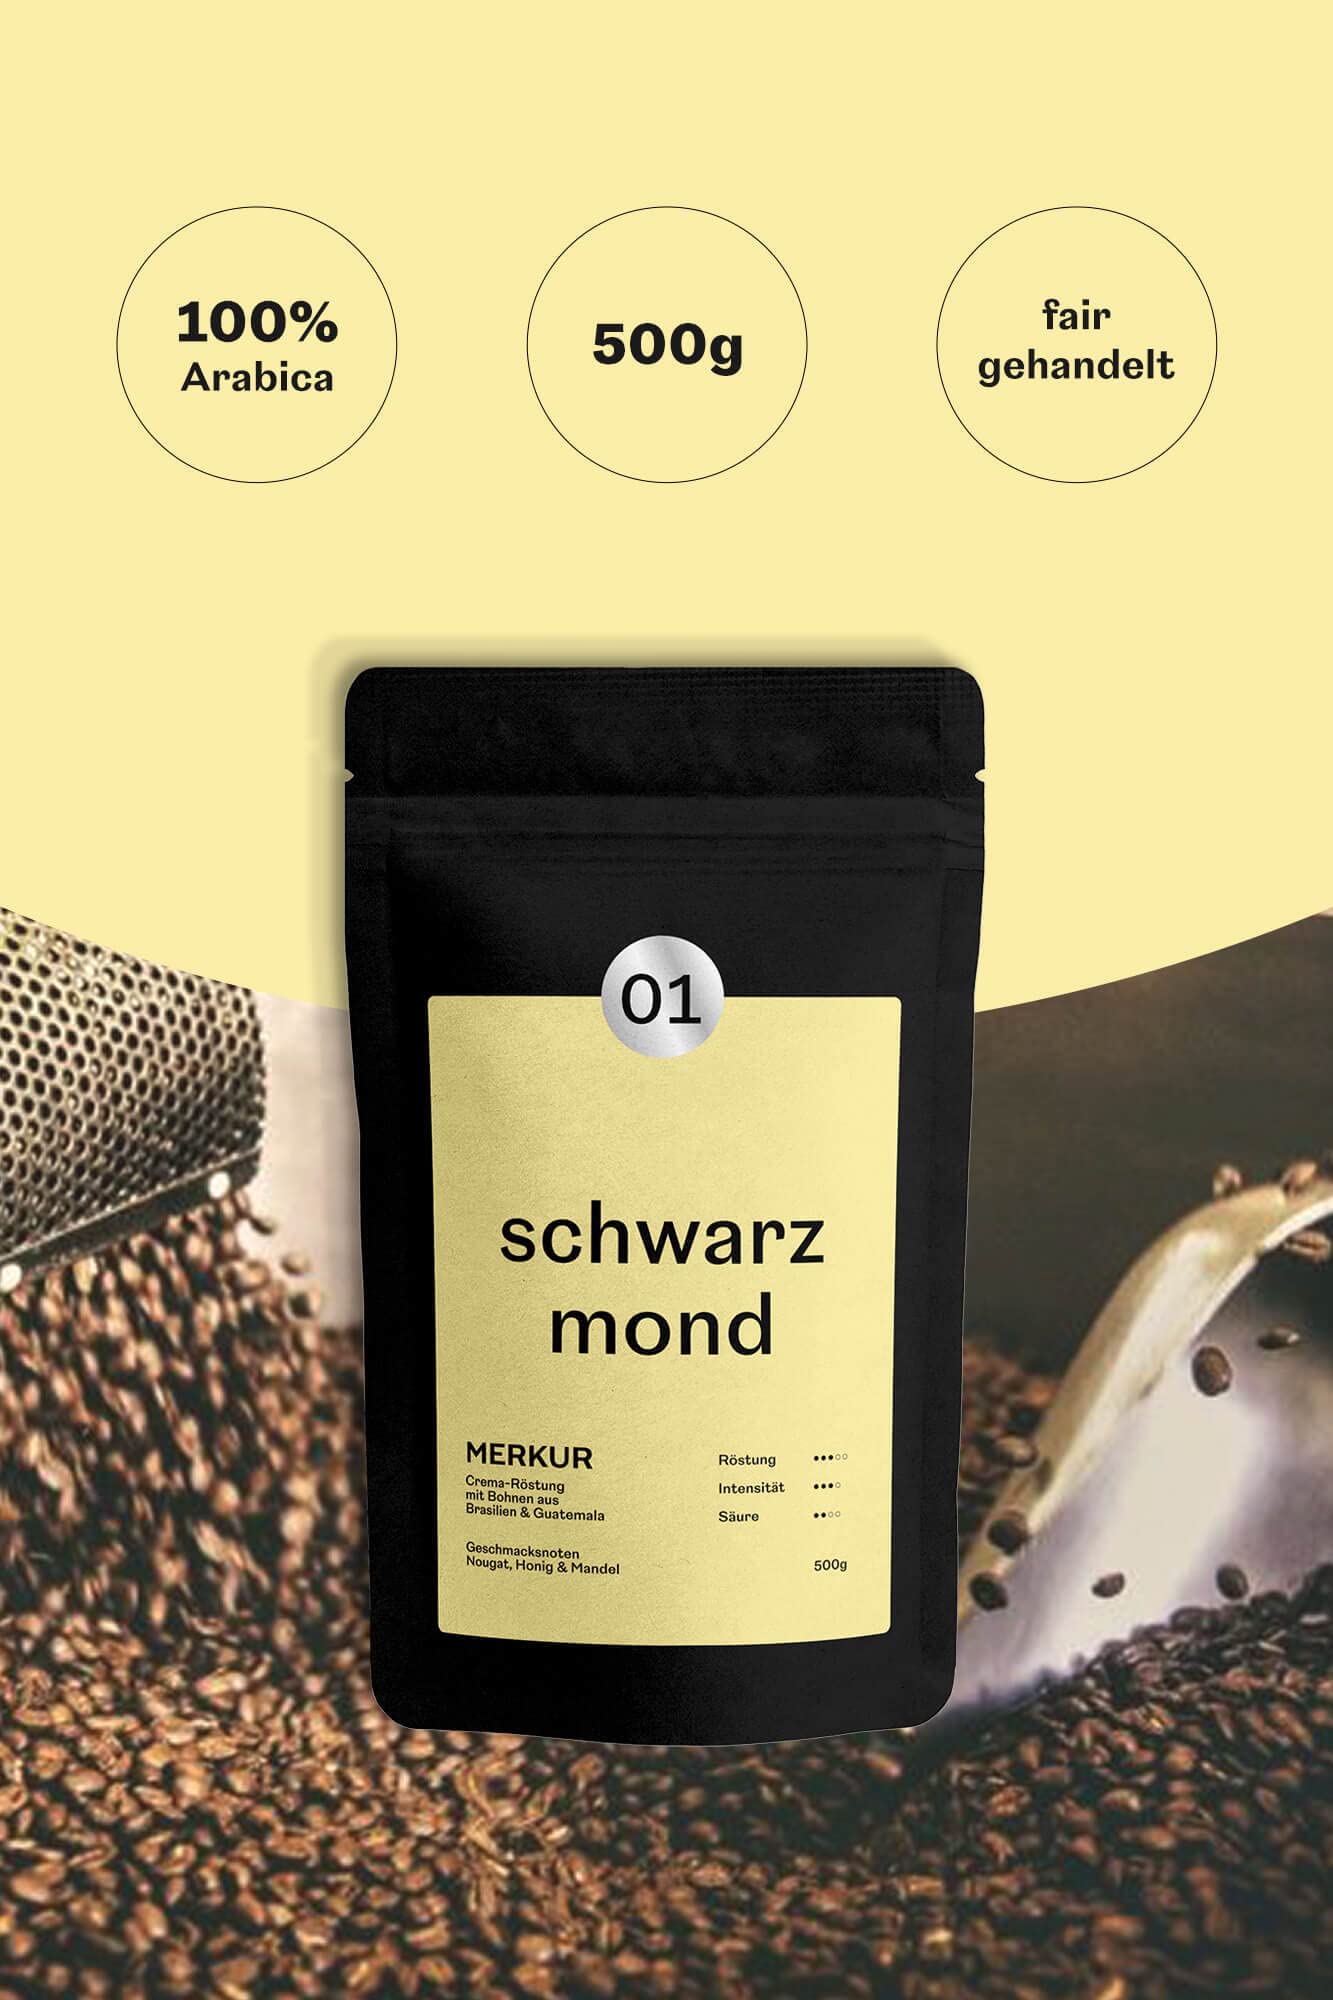 100%
Arabica
500g
fair
gehandelt
01
schwarz
mond
MERKUR
Crema-Röstung
mit Bohnen aus
Brasilien & Guatemala
Geschmacksnoten
Nougat, Honig & Mandel
Röstung ●●●○○
Intensität ●●●○
Säure ●●○○
500g